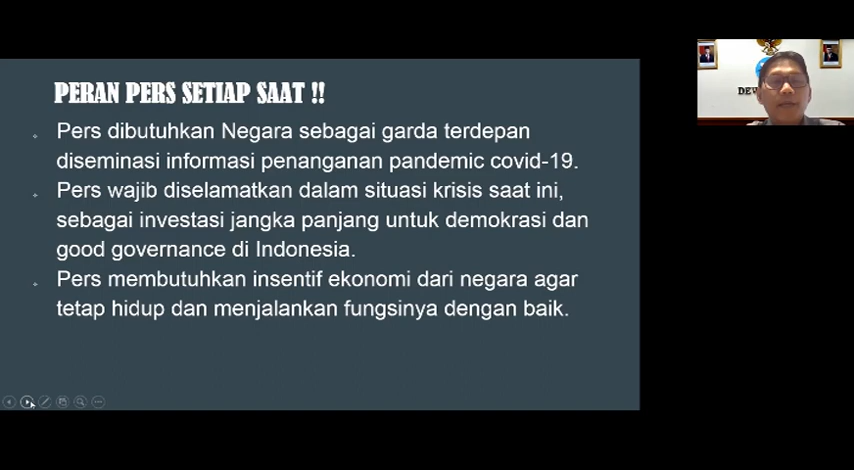 PERAN PERS SETIAP SAAT !!
Pers dibutuhkan Negara sebagai garda terdepan
diseminasi informasi penanganan pandemic covid-19.
Pers wajib diselamatkan dalam situasi krisis saat ini,
sebagai investasi jangka panjang untuk demokrasi dan
good governance di Indonesia.
Pers membutuhkan insentif ekonomi dari negara agar
tetap hidup dan menjalankan fungsinya dengan baik.